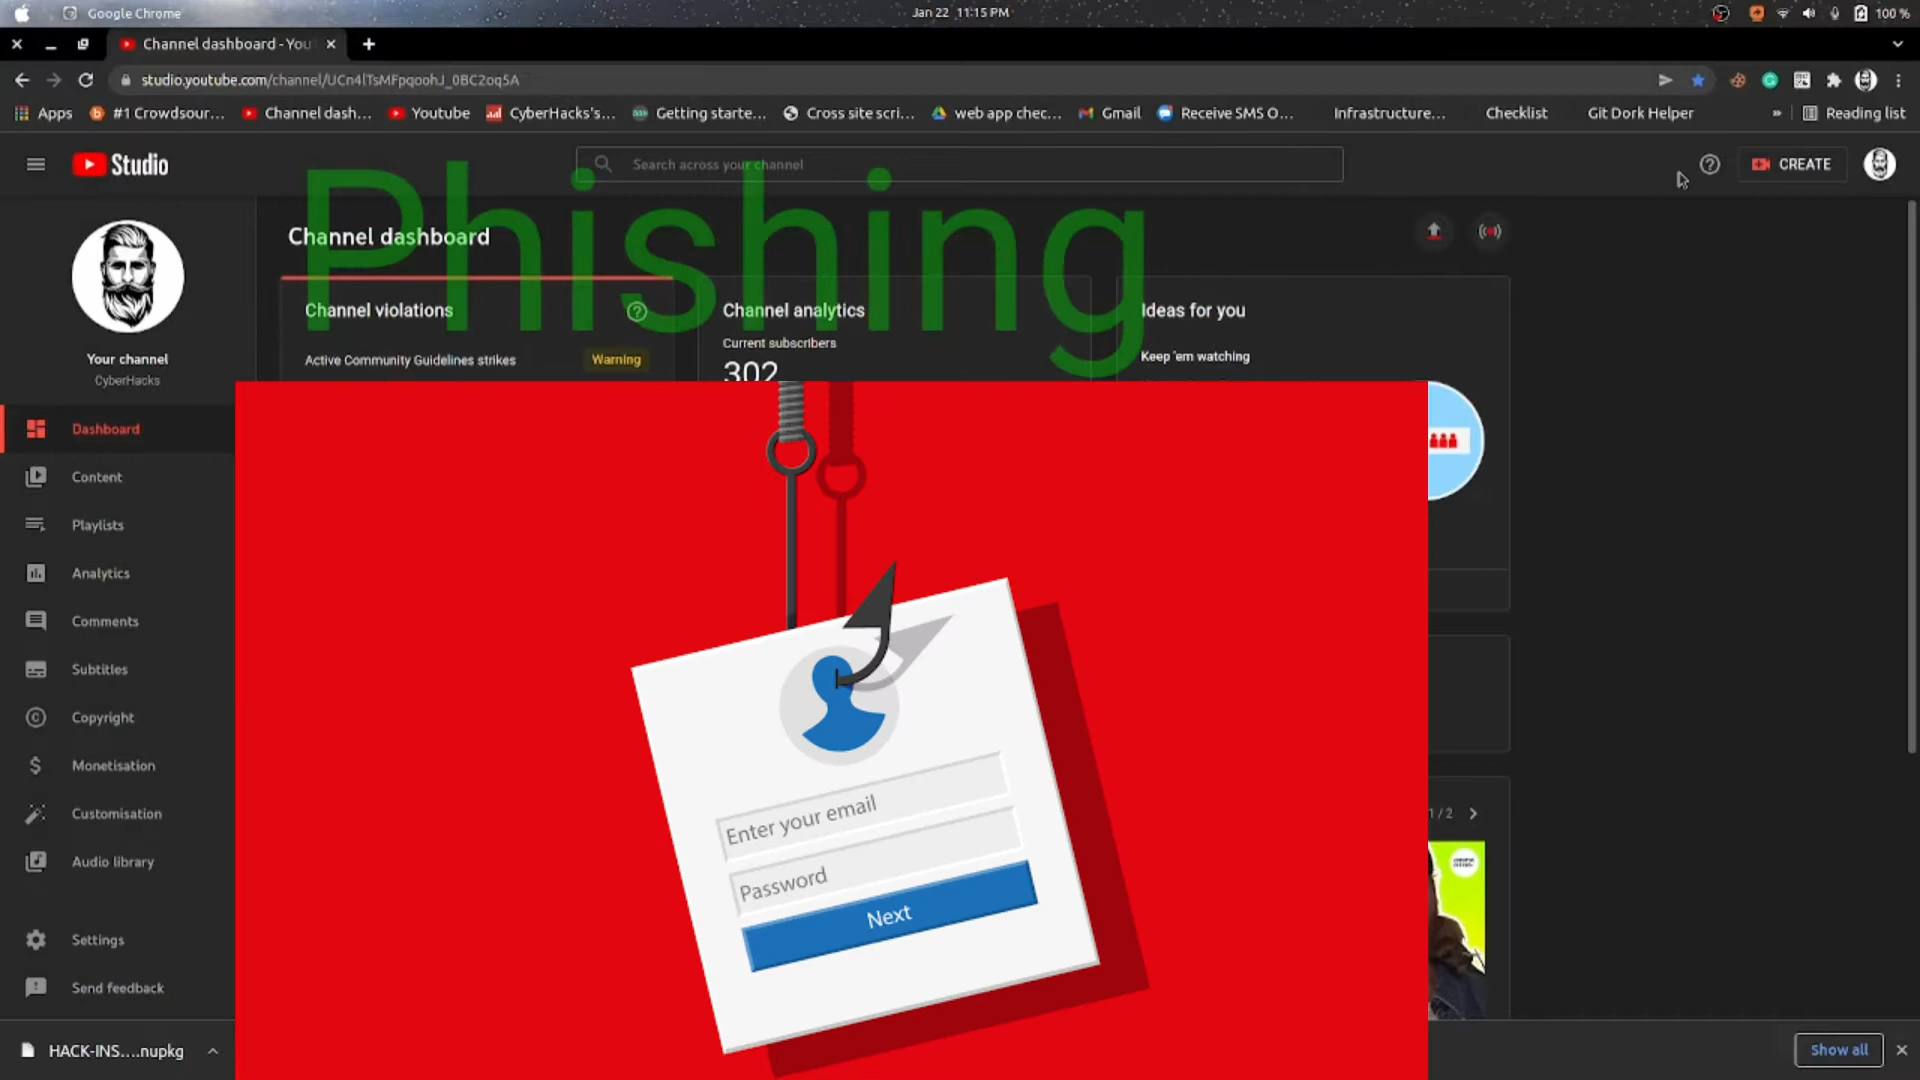 Google Chrome
Jan 22 11:15 PM
100 %
Channel dashboard - You
studio.youtube.com/channel/UCn4lTsMFpqoohJ_0BC2oq5A
Apps
#1 Crowdsour...
Channel dash...
Youtube
CyberHacks's...
Getting starte...
Cross site scri...
web app chec...
Gmail
Receive SMS O...
Infrastructure...
Checklist
Git Dork Helper
»
Reading list
Studio
Search across your channel
CREATE
Phishing
Channel dashboard
Channel violations
Channel analytics
Ideas for you
Current subscribers
302
Keep 'em watching
Active Community Guidelines strikes
Warning
Your channel
CyberHacks
Dashboard
Content
Playlists
Analytics
Comments
Subtitles
Copyright
Monetisation
Customisation
Audio library
Settings
Send feedback
Enter your email
Password
Next
1 / 2
HACK-INS....nupkg
Show all